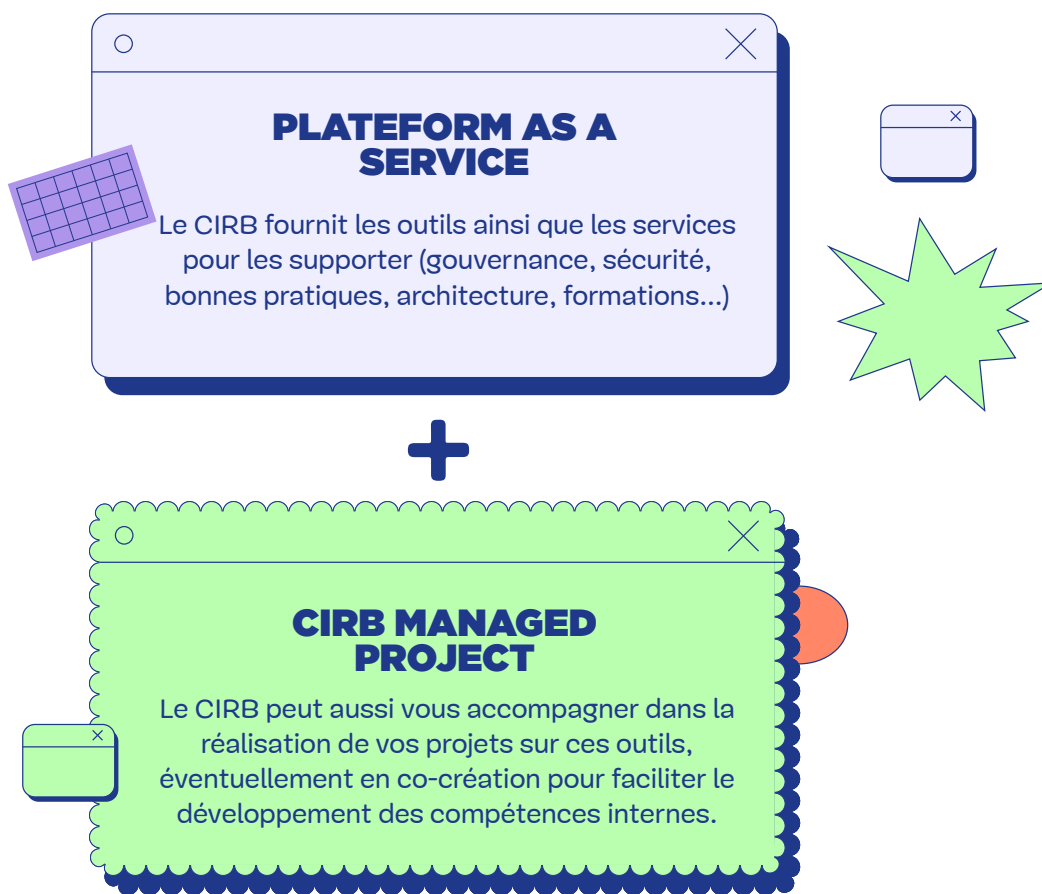 PLATEFORM AS A
SERVICE
Le CIRB fournit les outils ainsi que les services
pour les supporter (gouvernance, sécurité,
bonnes pratiques, architecture, formations...)
CIRB MANAGED
PROJECT
Le CIRB peut aussi vous accompagner dans la
réalisation de vos projets sur ces outils,
éventuellement en co-création pour faciliter le
développement des compétences internes.